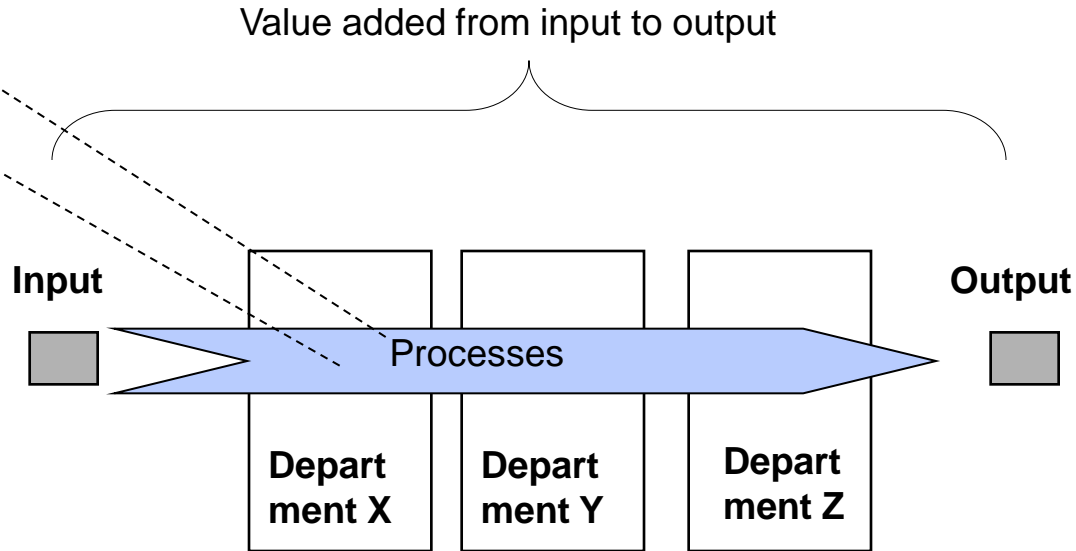 Value added from input to output
Input
Output
Processes
Depart
ment X
Depart
ment Y
Depart
ment Z